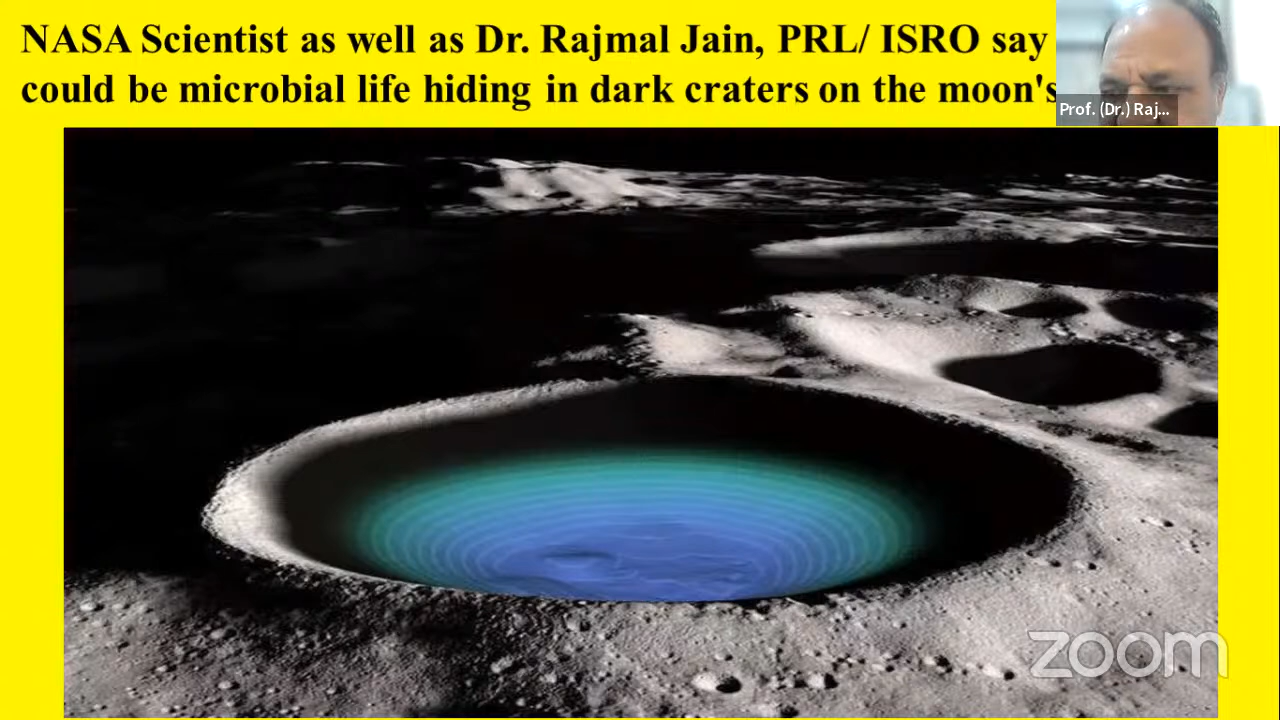 NASA Scientist as well as Dr. Rajmal Jain, PRL/ ISRO say
could be microbial life hiding in dark craters on the moon's
Prof. (Dr.) Raj...
zoom